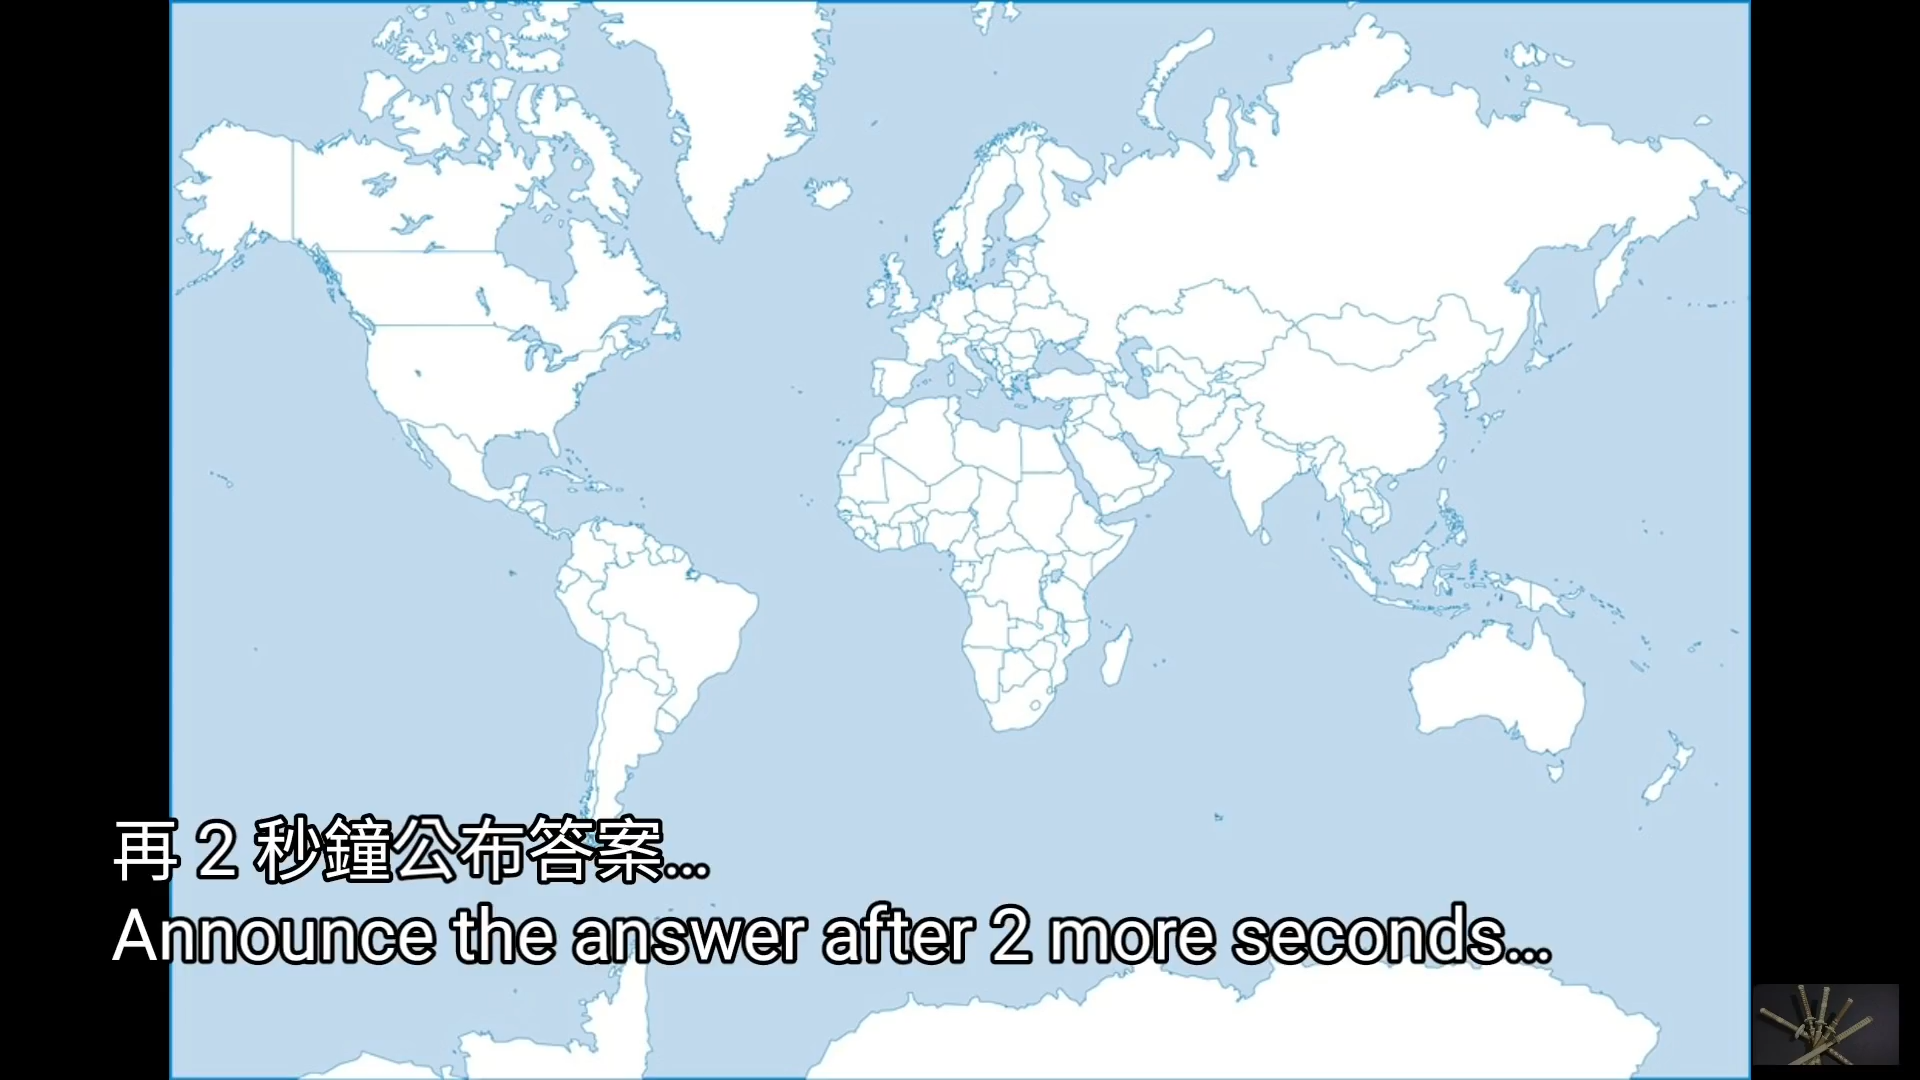 再 2 秒鐘公布答案...
Announce the answer after 2 more seconds...